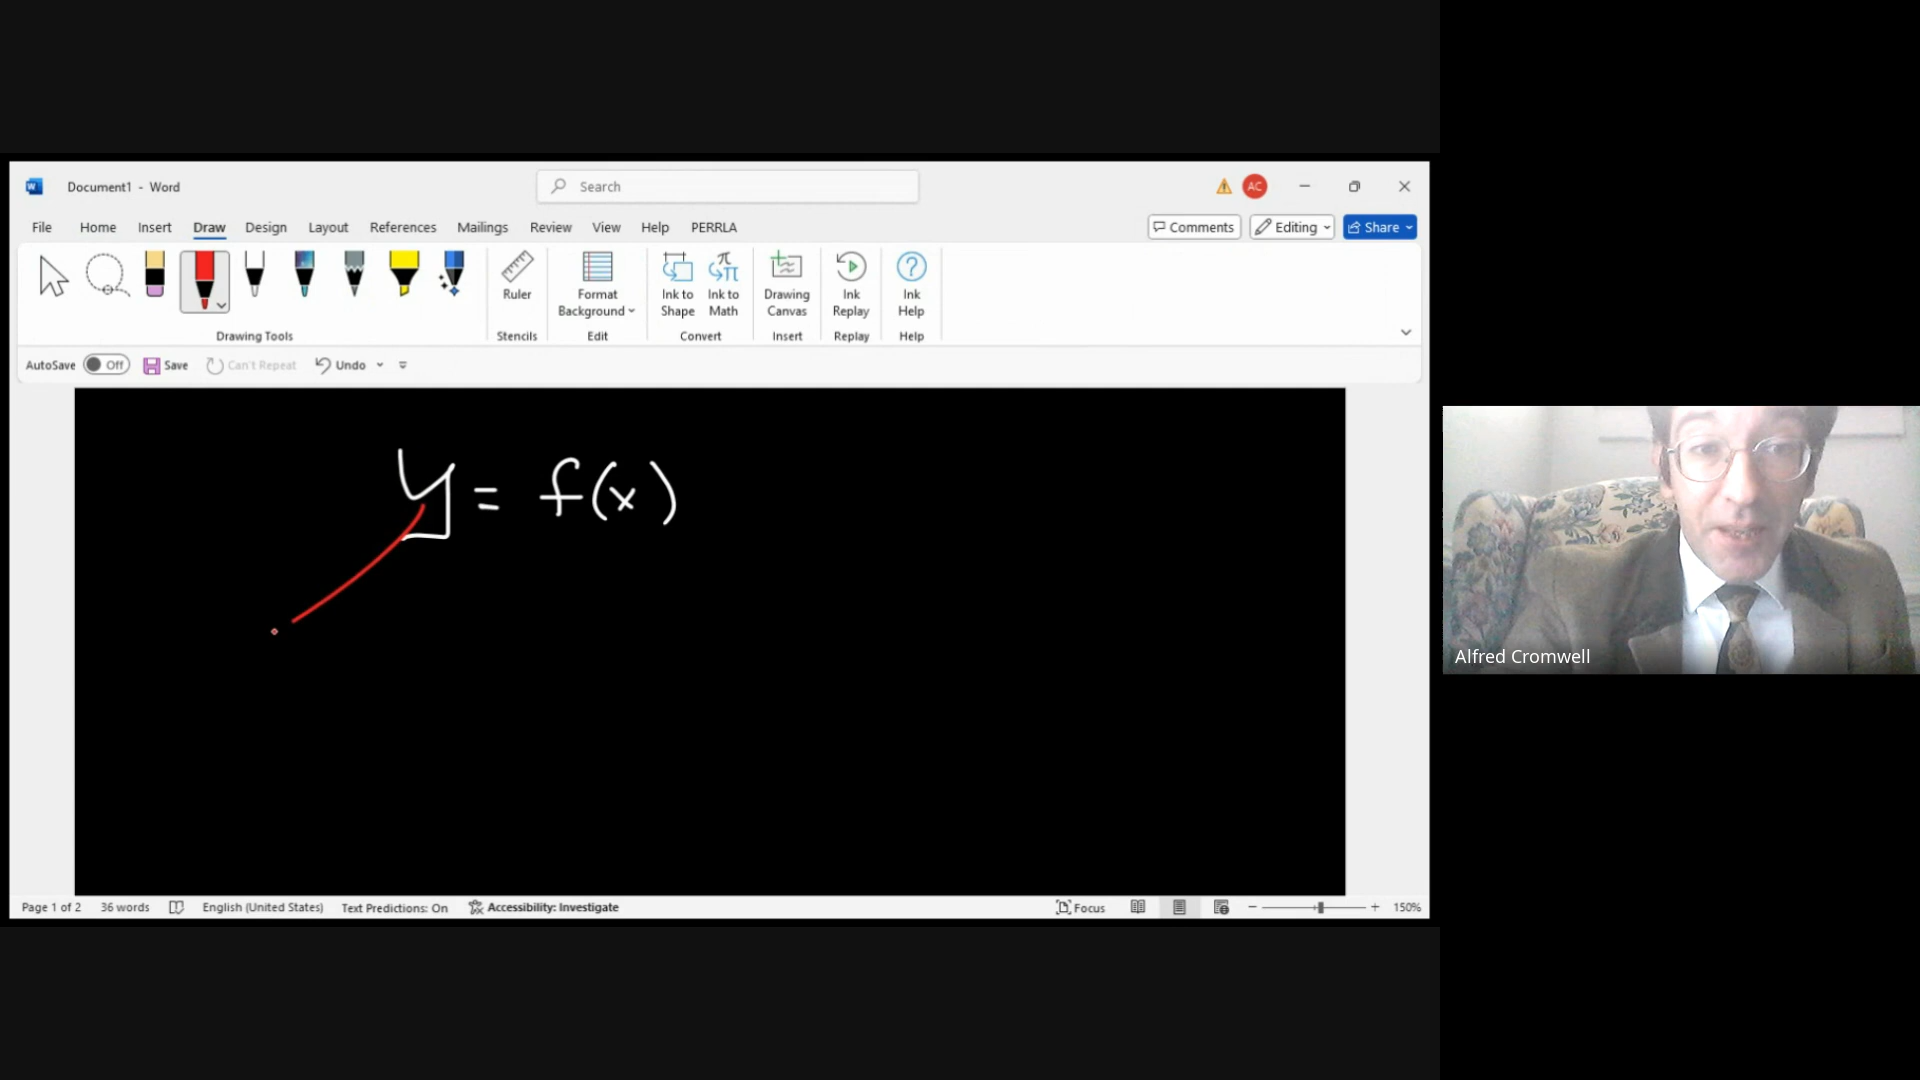 Document1 - Word
Search
AC
File Home Insert Draw Design Layout References Mailings Review View Help PERRLA
Comments Editing Share
Ruler
Format Background
Ink to Shape
Ink to Math
Drawing Canvas
Ink Replay
Ink Help
Drawing Tools Stencils Edit Convert Insert Replay Help
AutoSave Off Save Can't Repeat Undo
y = f(x)
Alfred Cromwell
Page 1 of 2 36 words English (United States) Text Predictions: On Accessibility: Investigate Focus 150%